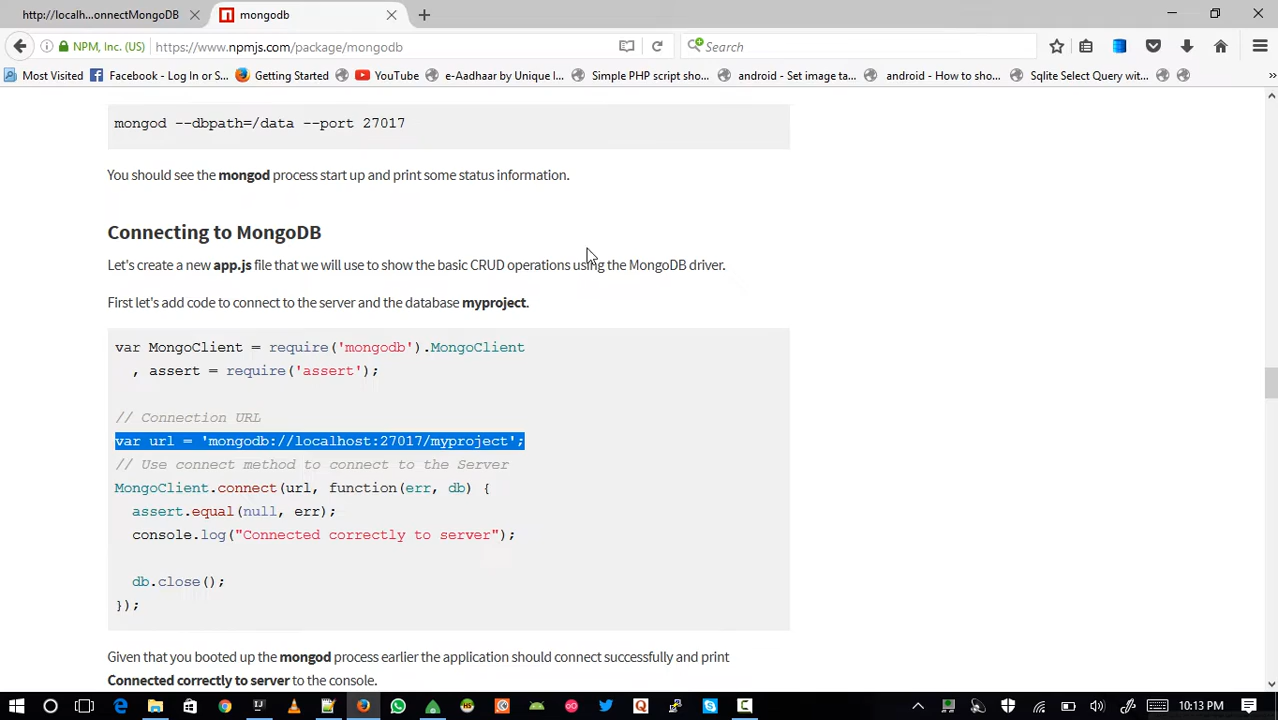 http://localh...onnectMongoDB
mongodb
NPM, Inc. (US)
https://www.npmjs.com/package/mongodb
Search
Most Visited
Facebook - Log In or S...
Getting Started
YouTube
e-Aadhaar by Unique I...
Simple PHP script sho...
android - Set image ta...
android - How to sho...
Sqlite Select Query wit...
mongod --dbpath=/data --port 27017
You should see the mongod process start up and print some status information.
Connecting to MongoDB
Let's create a new app.js file that we will use to show the basic CRUD operations using the MongoDB driver.
First let's add code to connect to the server and the database myproject.
var MongoClient = require('mongodb').MongoClient
, assert = require('assert');
// Connection URL
var url = 'mongodb://localhost:27017/myproject';
// Use connect method to connect to the Server
MongoClient.connect(url, function(err, db) {
assert.equal(null, err);
console.log("Connected correctly to server");
db.close();
});
Given that you booted up the mongod process earlier the application should connect successfully and print
Connected correctly to server to the console.
10:13 PM